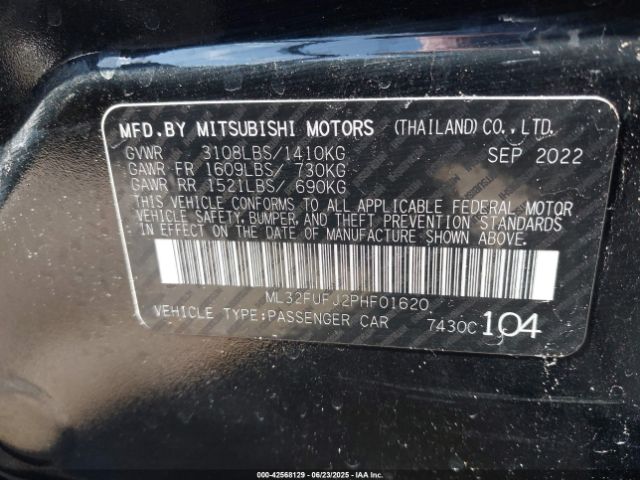 MFD.BY MITSUBISHI MOTORS (THAILAND) CO., LTD.
GVWR 3108LBS/1410KG SEP 2022
GAWR FR 1609LBS/ 730KG
GAWR RR 1521LBS/ 690KG
THIS VEHICLE CONFORMS TO ALL APPLICABLE FEDERAL MOTOR
VEHICLE SAFETY, BUMPER, AND THEFT PREVENTION STANDARDS
IN EFFECT ON THE DATE OF MANUFACTURE SHOWN ABOVE.
ML32FUFJ2PHF01620
VEHICLE TYPE:PASSENGER CAR 7430C 104
000-42568129 - 06/23/2025 - IAAI.COM